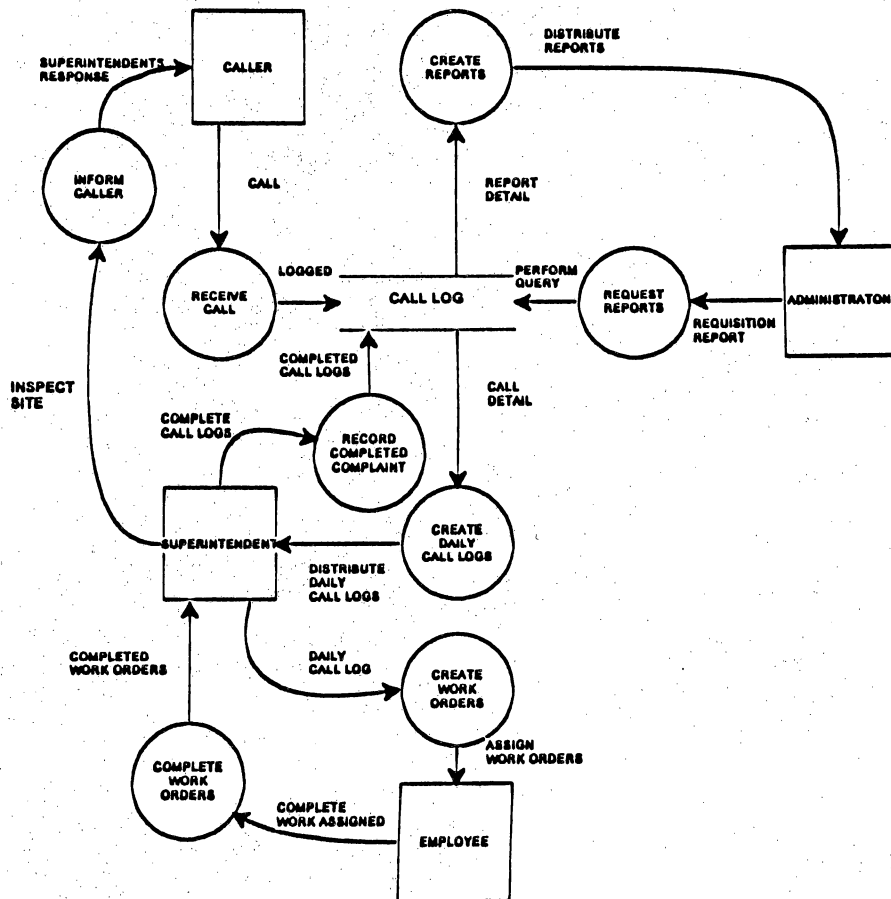 SUPERINTENDENTS
RESPONSE
CALLER
CREATE
REPORTS
DISTRIBUTE
REPORTS
INFORM
CALLER
CALL
REPORT
DETAIL
RECEIVE
CALL
LOGGED
CALL LOG
PERFORM
QUERY
REQUEST
REPORTS
REQUISITION
REPORT
ADMINISTRATON
INSPECT
SITE
COMPLETED
CALL LOGS
CALL
DETAIL
COMPLETE
CALL LOGS
RECORD
COMPLETED
COMPLAINT
SUPERINTENDENT
CREATE
DAILY
CALL LOGS
DISTRIBUTE
DAILY
CALL LOGS
COMPLETED
WORK ORDERS
DAILY
CALL LOG
CREATE
WORK
ORDERS
ASSIGN
WORK ORDERS
COMPLETE
WORK
ORDERS
COMPLETE
WORK ASSIGNED
EMPLOYEE